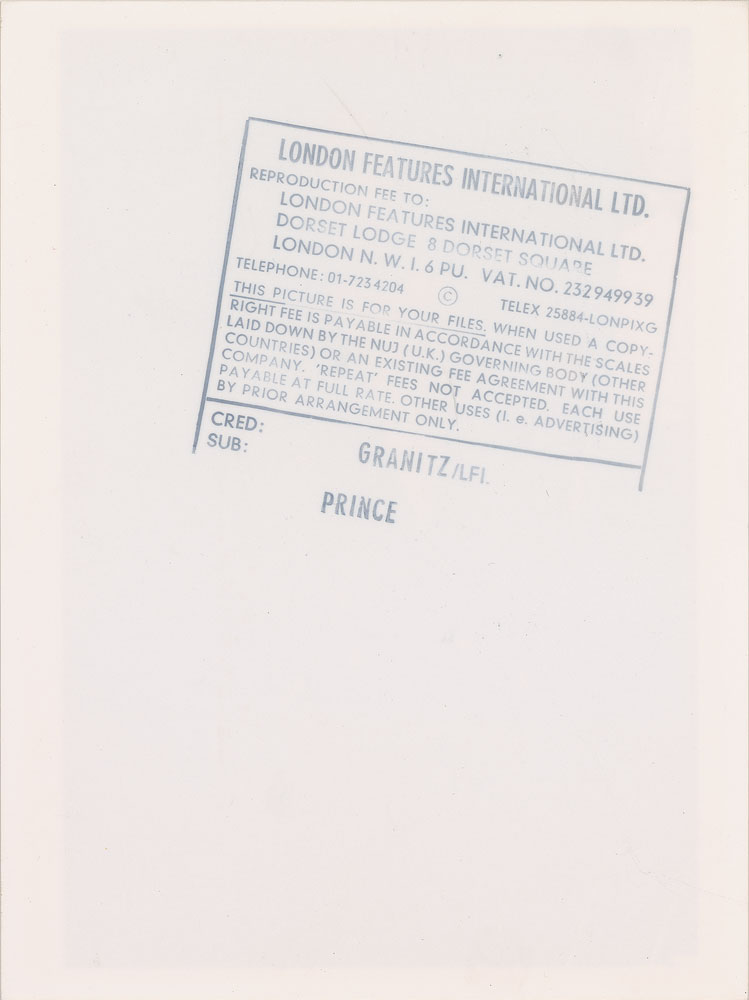 LONDON FEATURES INTERNATIONAL LTD.
REPRODUCTION FEE TO:
LONDON FEATURES INTERNATIONAL LTD.
DORSET LODGE 8 DORSET SQUARE
LONDON N. W. I. 6 PU. VAT. NO. 232949939
TELEPHONE: 01-723 4204 © TELEX 25884-LONPIXG
THIS PICTURE IS FOR YOUR FILES. WHEN USED A COPY-
RIGHT FEE IS PAYABLE IN ACCORDANCE WITH THE SCALES
LAID DOWN BY THE NUJ (U.K.) GOVERNING BODY (OTHER
COUNTRIES) OR AN EXISTING FEE AGREEMENT WITH THIS
COMPANY. 'REPEAT' FEES NOT ACCEPTED. EACH USE
PAYABLE AT FULL RATE. OTHER USES (I. e. ADVERTISING)
BY PRIOR ARRANGEMENT ONLY.
CRED: GRANITZ/LFI.
SUB: PRINCE